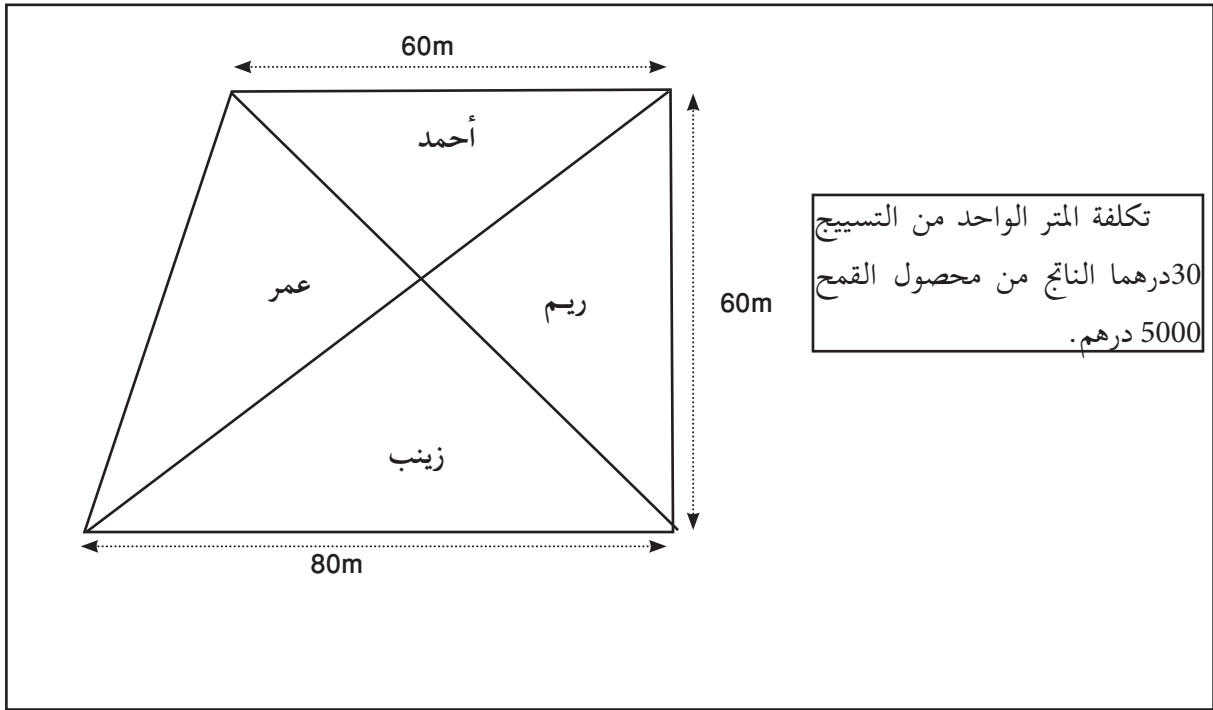 60m
أحمد
عمر
ريم
60m
زينب
80m
تكلفة المتر الواحد من التسييج
30درهما الناتج من محصول القمح
5000 درهم.